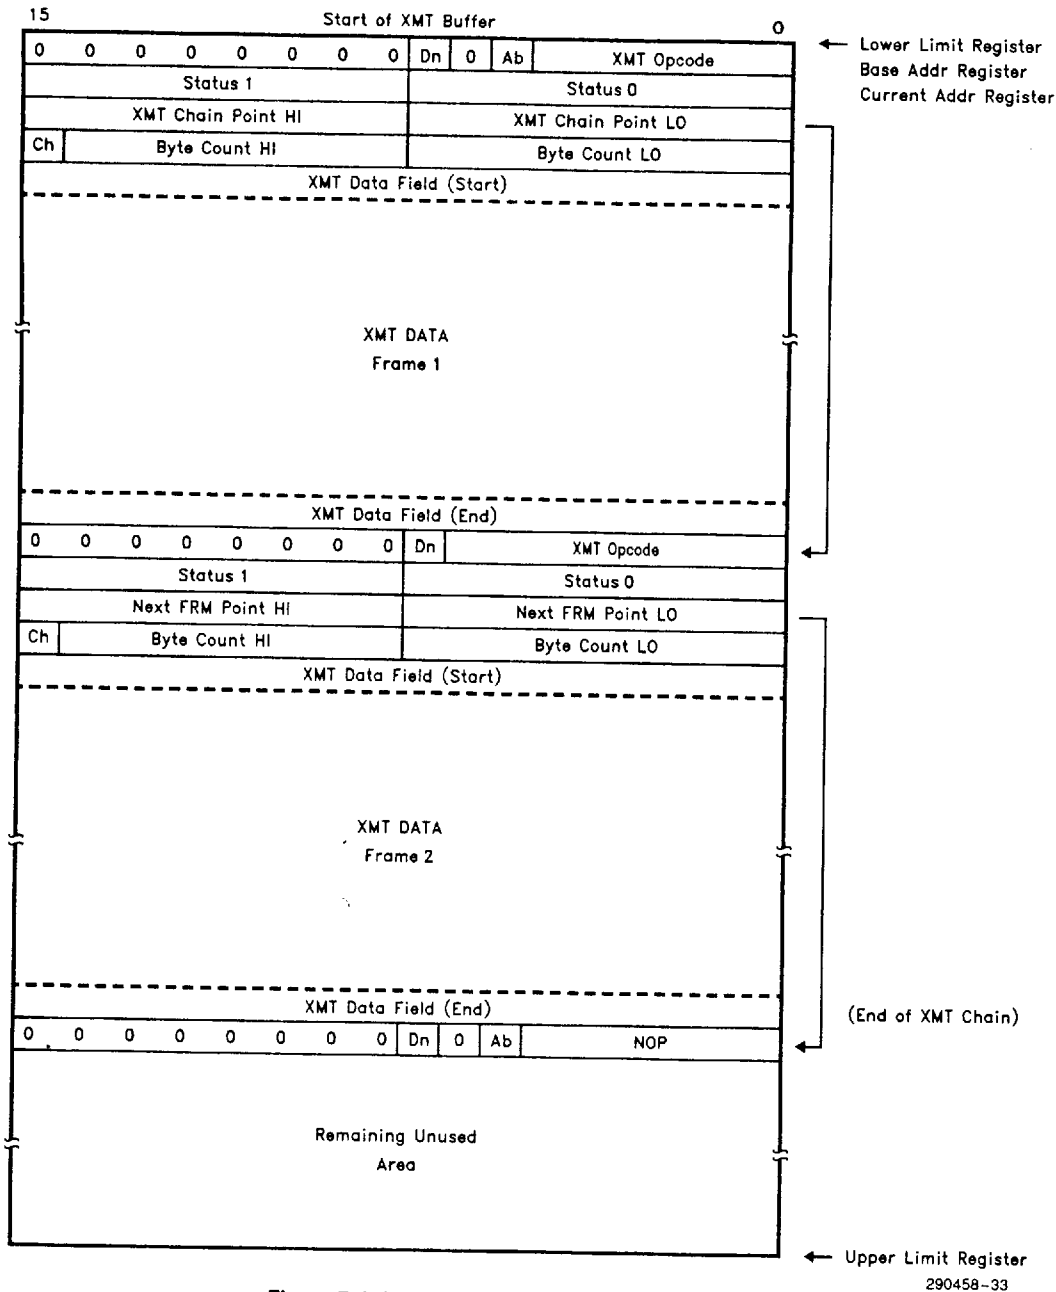 15 Start of XMT Buffer 0
0 0 0 0 0 0 0 0 Dn 0 Ab XMT Opcode
Lower Limit Register
Base Addr Register
Current Addr Register
Status 1 Status 0
XMT Chain Point HI XMT Chain Point LO
Ch Byte Count HI Byte Count LO
XMT Data Field (Start)
XMT DATA
Frame 1
XMT Data Field (End)
0 0 0 0 0 0 0 0 Dn XMT Opcode
Status 1 Status 0
Next FRM Point HI Next FRM Point LO
Ch Byte Count HI Byte Count LO
XMT Data Field (Start)
XMT DATA
Frame 2
XMT Data Field (End)
(End of XMT Chain)
0 0 0 0 0 0 0 0 Dn 0 Ab NOP
Remaining Unused
Area
Upper Limit Register
290458-33